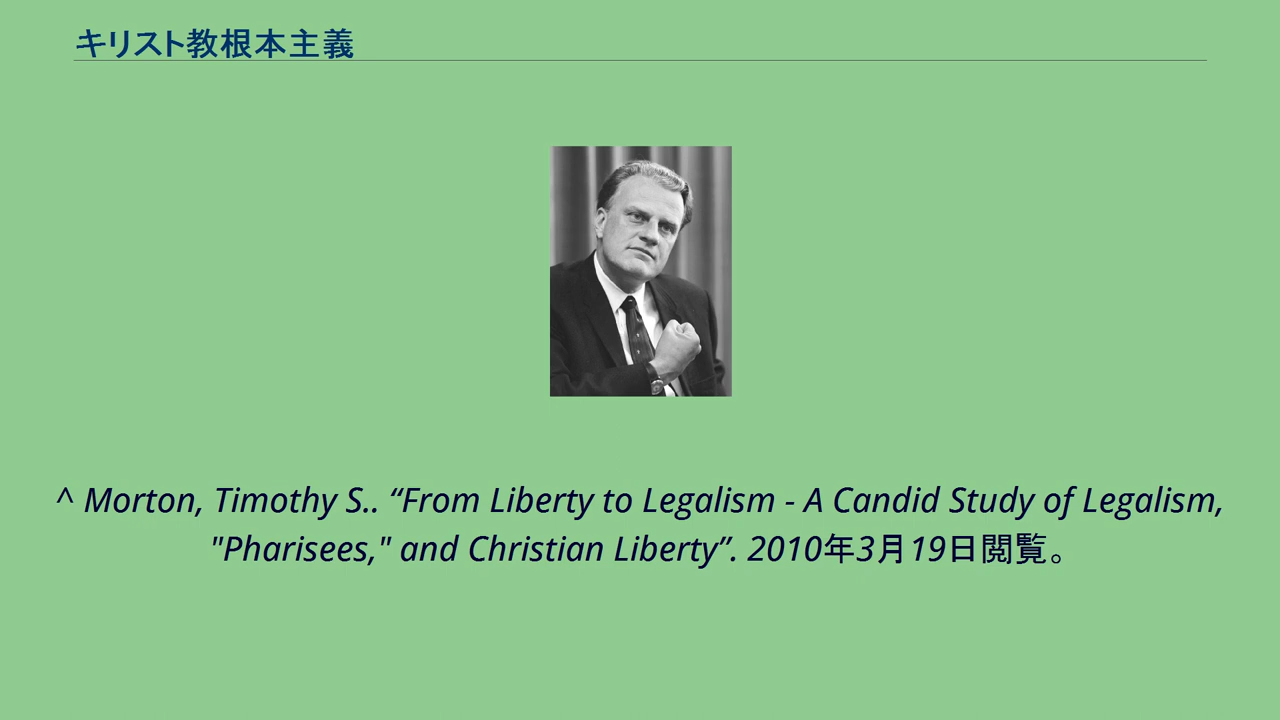 キリスト教根本主義
^ Morton, Timothy S.. “From Liberty to Legalism - A Candid Study of Legalism,
"Pharisees," and Christian Liberty”. 2010年3月19日閲覧。